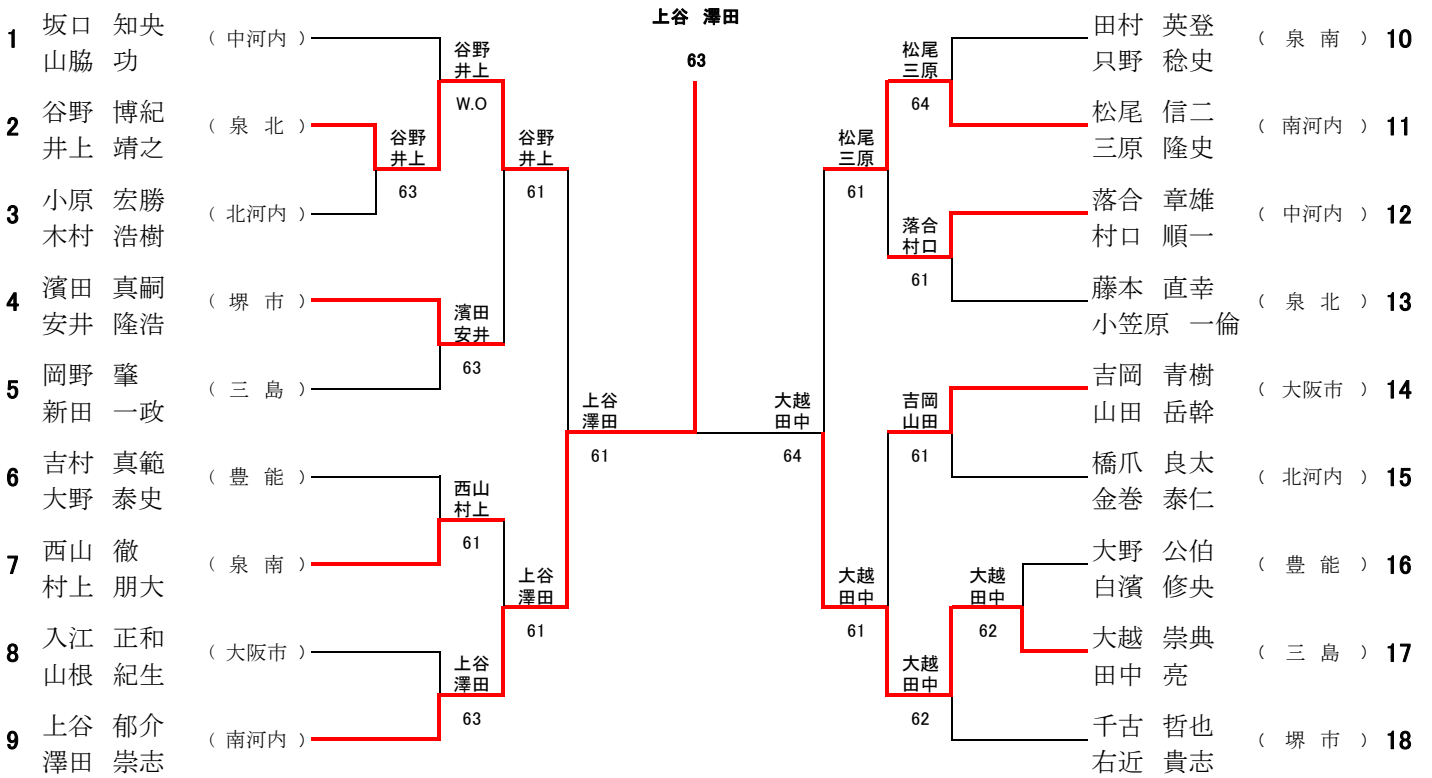 上谷 澤田
63
1 坂口 知央
山脇 功
( 中河内 )
2 谷野 博紀
井上 靖之
( 泉 北 )
3 小原 宏勝
木村 浩樹
( 北河内 )
4 濱田 真嗣
安井 隆浩
( 堺 市 )
5 岡野 肇
新田 一政
( 三 島 )
6 吉村 真範
大野 泰史
( 豊 能 )
7 西山 徹
村上 朋大
( 泉 南 )
8 入江 正和
山根 紀生
( 大阪市 )
9 上谷 郁介
澤田 崇志
( 南河内 )
谷野
井上
63
谷野
井上
W.O
濱田
安井
63
西山
村上
61
上谷
澤田
63
谷野
井上
61
上谷
澤田
61
上谷
澤田
61
大越
田中
64
松尾
三原
61
大越
田中
61
松尾
三原
64
落合
村口
61
吉岡
山田
61
大越
田中
62
大越
田中
62
田村 英登
只野 稔史
( 泉 南 ) 10
松尾 信二
三原 隆史
( 南河内 ) 11
落合 章雄
村口 順一
( 中河内 ) 12
藤本 直幸
小笠原 一倫
( 泉 北 ) 13
吉岡 青樹
山田 岳幹
( 大阪市 ) 14
橋爪 良太
金巻 泰仁
( 北河内 ) 15
大野 公伯
白濱 修央
( 豊 能 ) 16
大越 崇典
田中 亮
( 三 島 ) 17
千古 哲也
右近 貴志
( 堺 市 ) 18